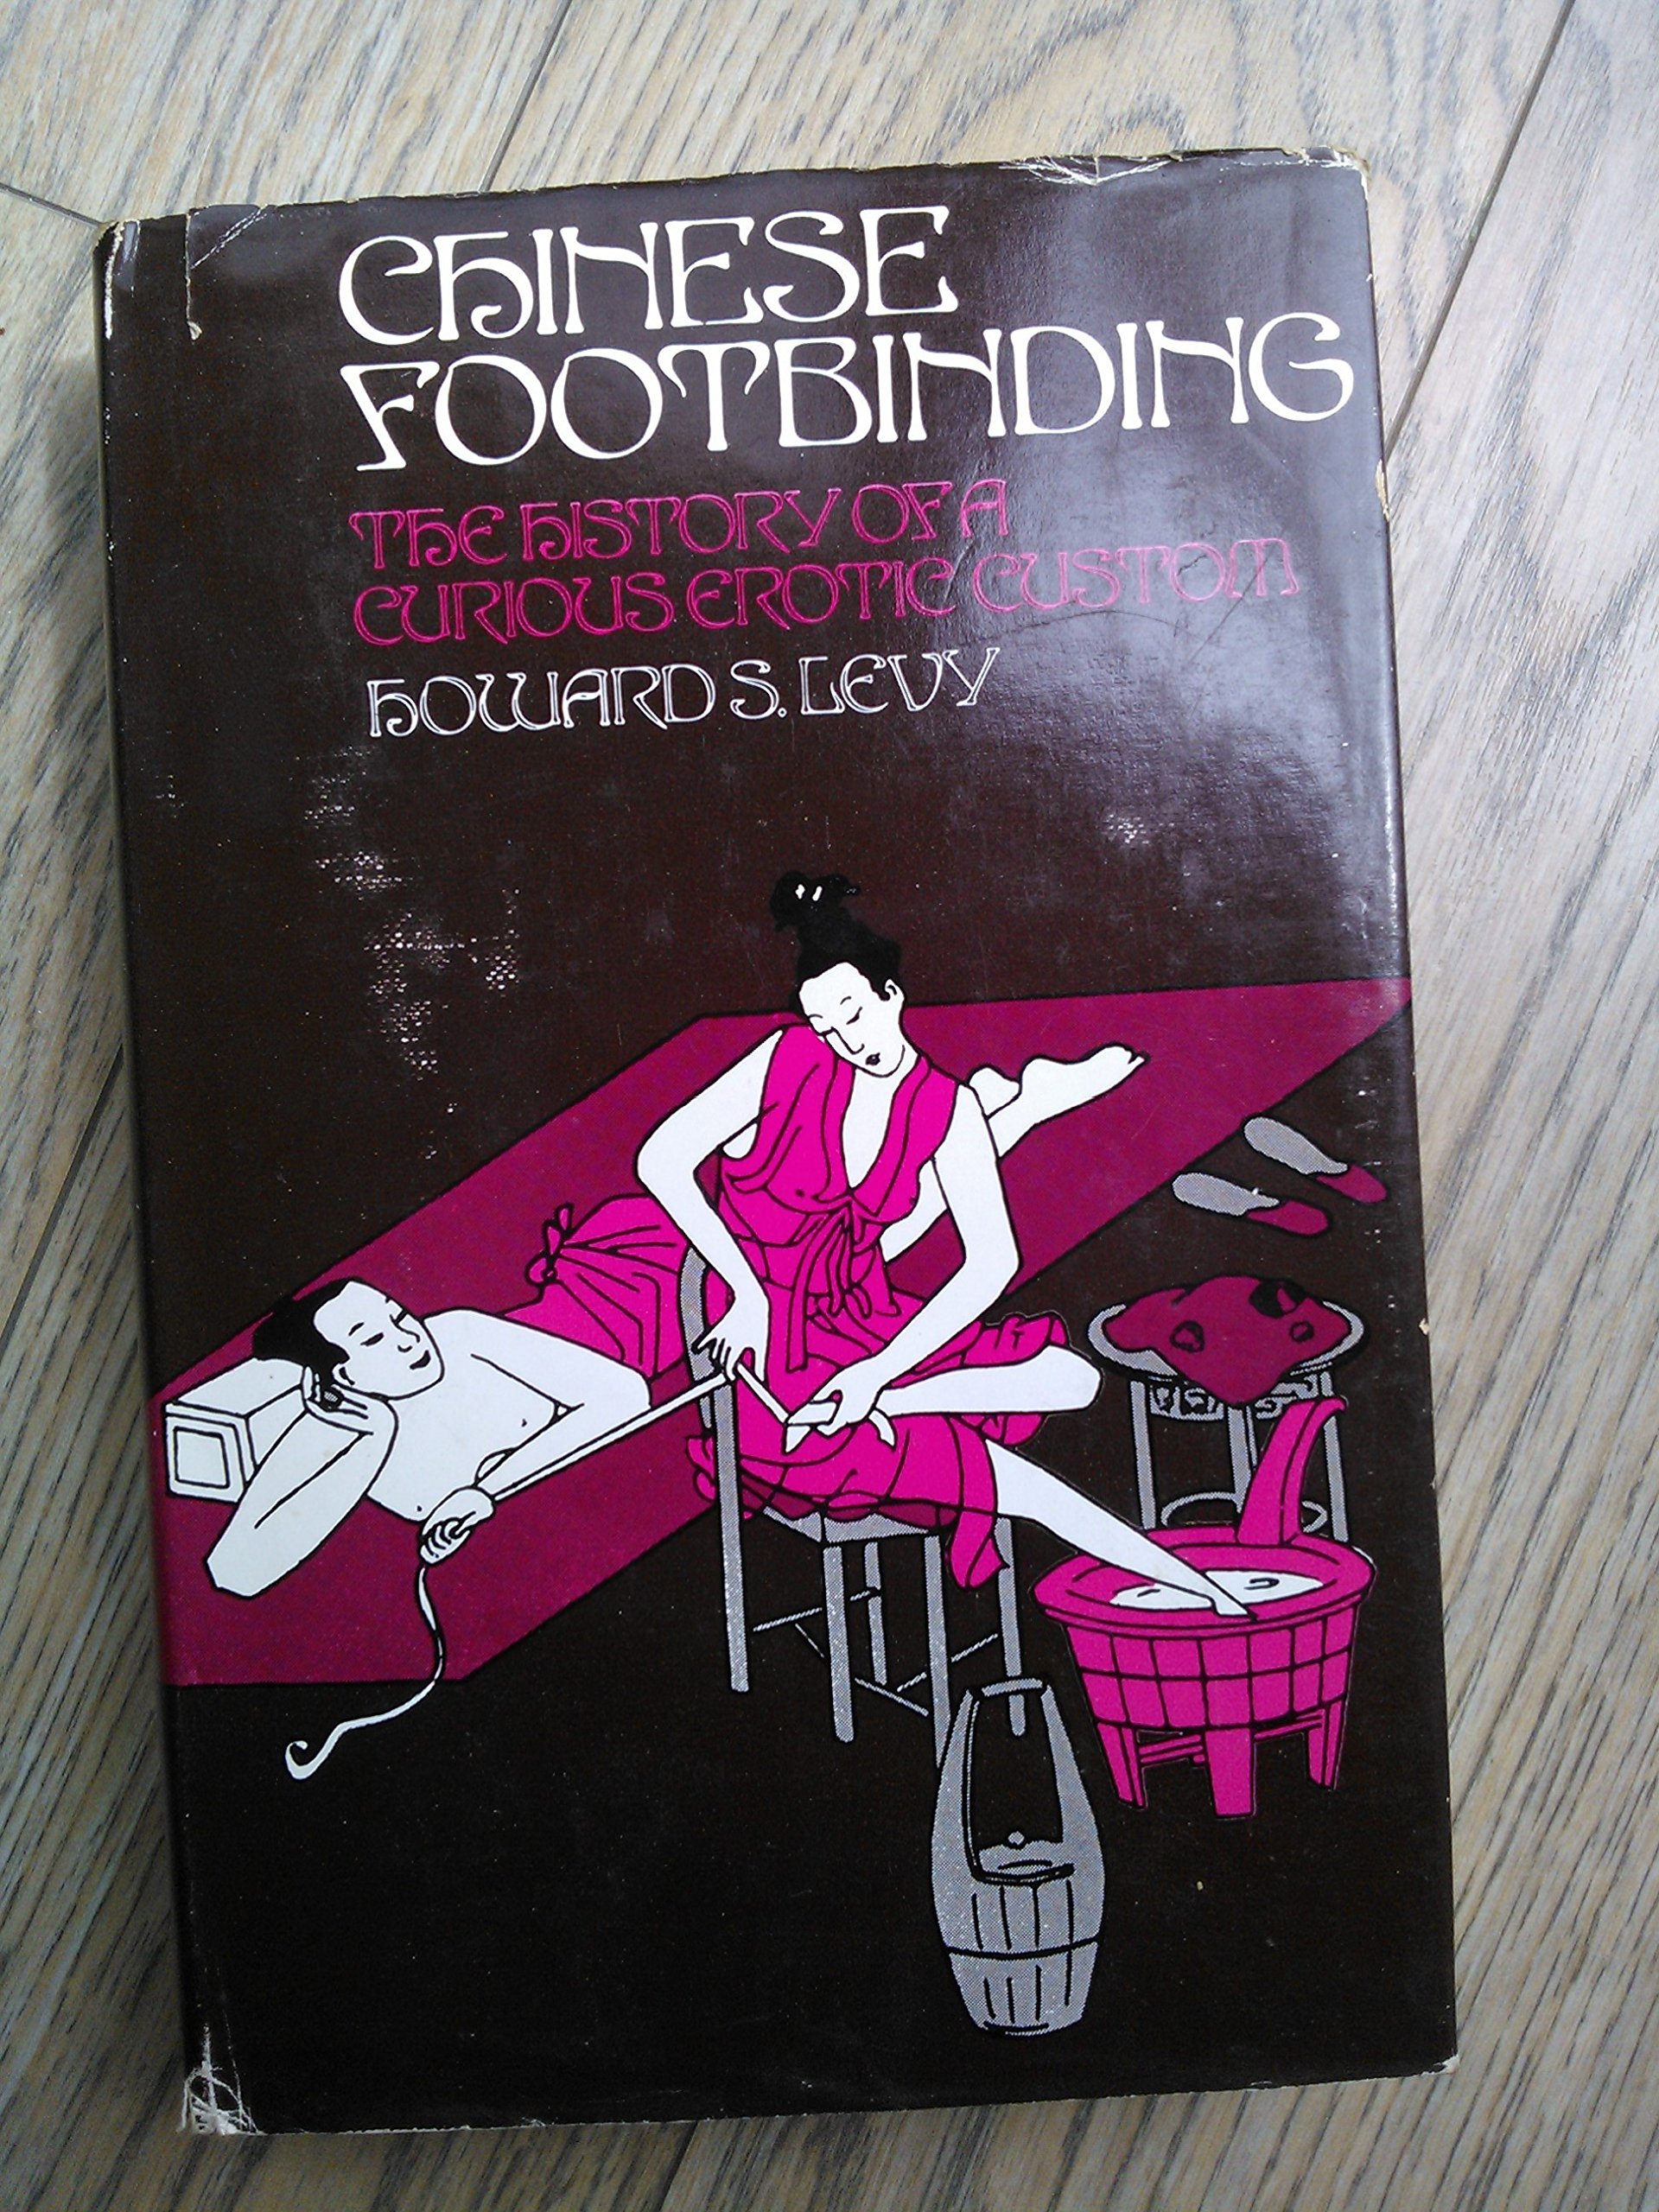 CHINESE
FOOTBINDING
THE HISTORY OF A
CURIOUS EROTIC CUSTOM
HOWARD S. LEVY